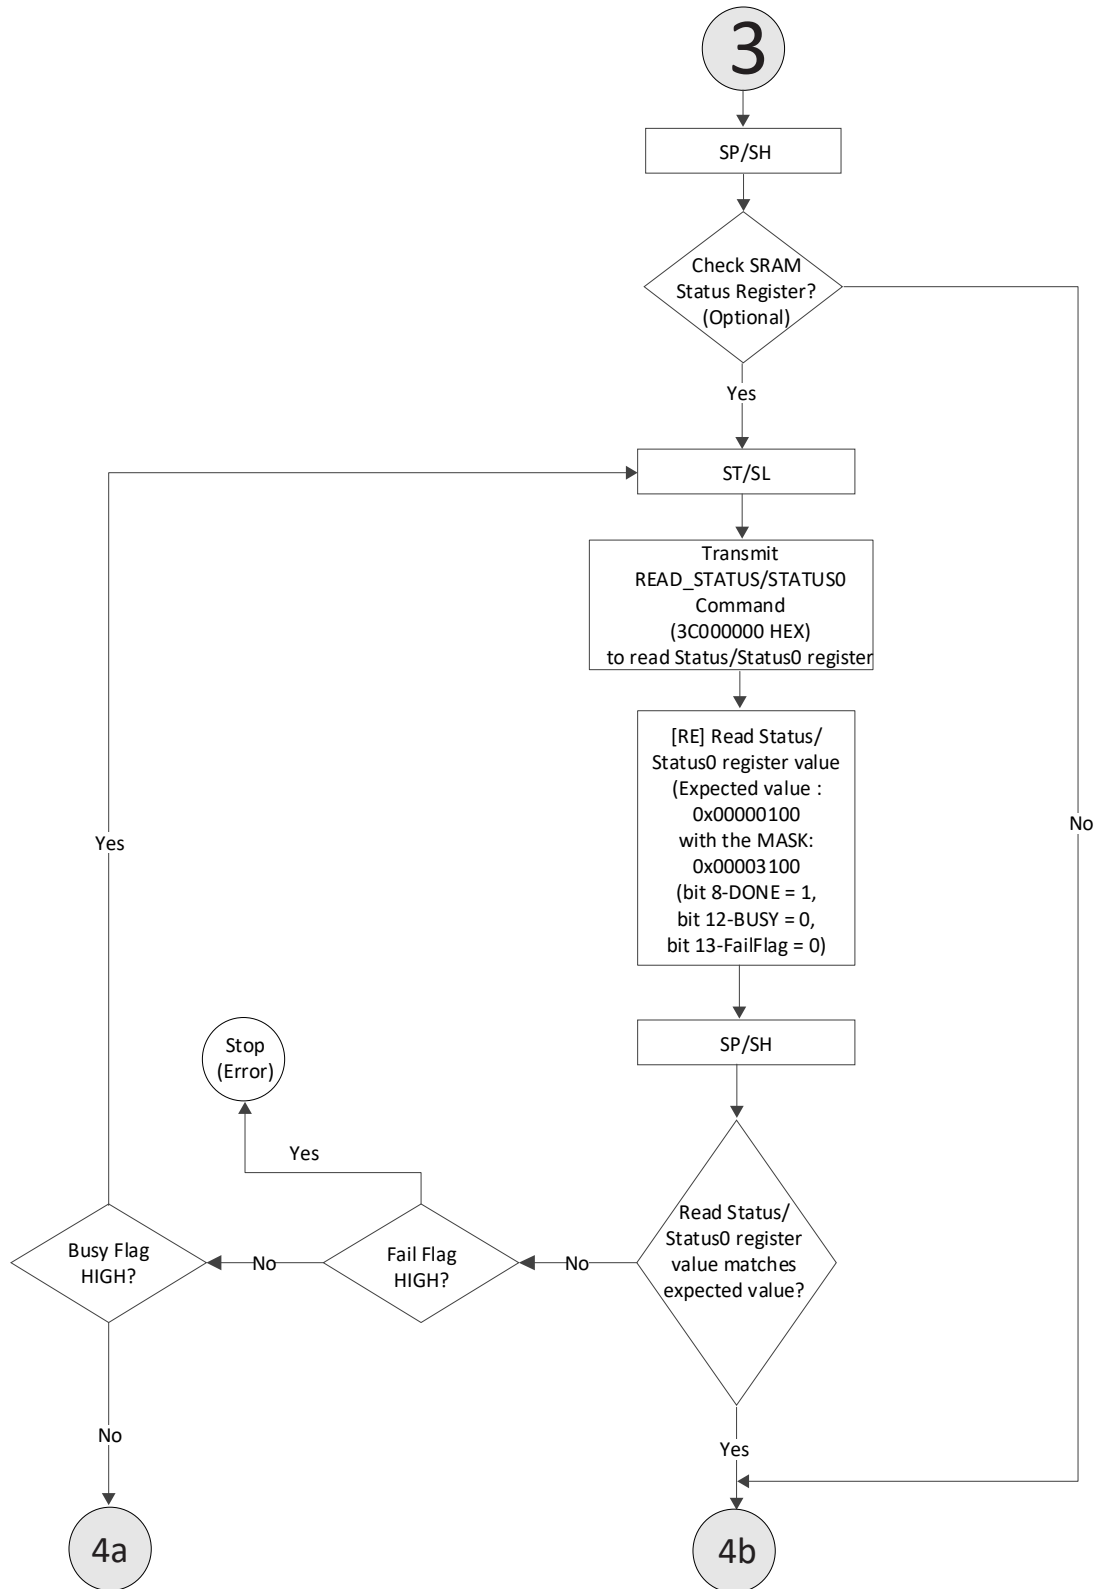 3
SP/SH
Check SRAM
Status Register?
(Optional)
Yes
ST/SL
Transmit
READ_STATUS/STATUS0
Command
(3C000000 HEX)
to read Status/Status0 register
[RE] Read Status/
Status0 register value
(Expected value :
0x00000100
with the MASK:
0x00003100
(bit 8-DONE = 1,
bit 12-BUSY = 0,
bit 13-FailFlag = 0)
No
Yes
SP/SH
Stop
(Error)
Yes
Read Status/
Status0 register
value matches
expected value?
No
Fail Flag
HIGH?
No
Busy Flag
HIGH?
No
Yes
4a
4b